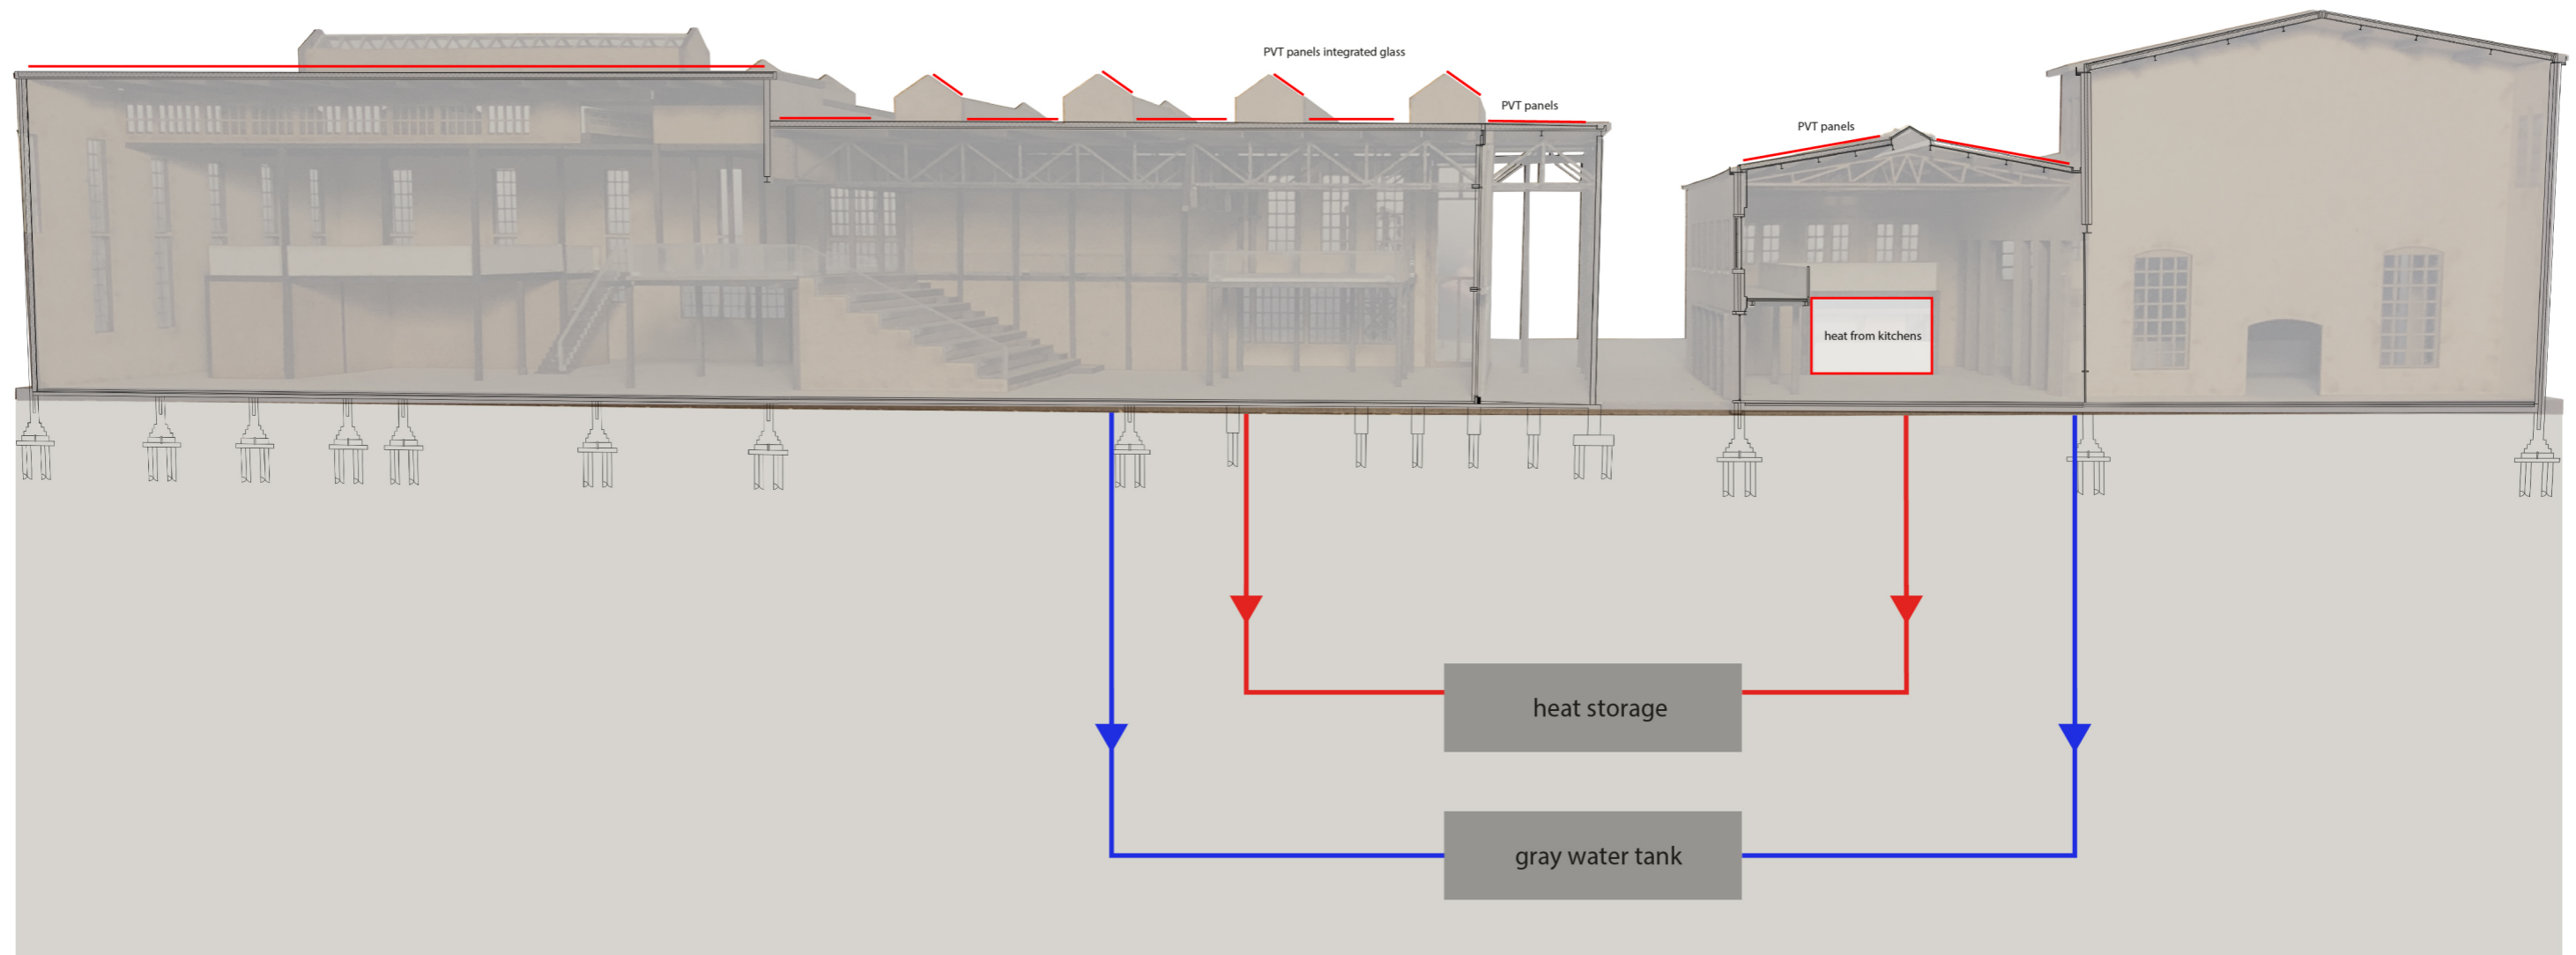 PVT panels integrated glass
PVT panels
PVT panels
heat from kitchens
heat storage
gray water tank